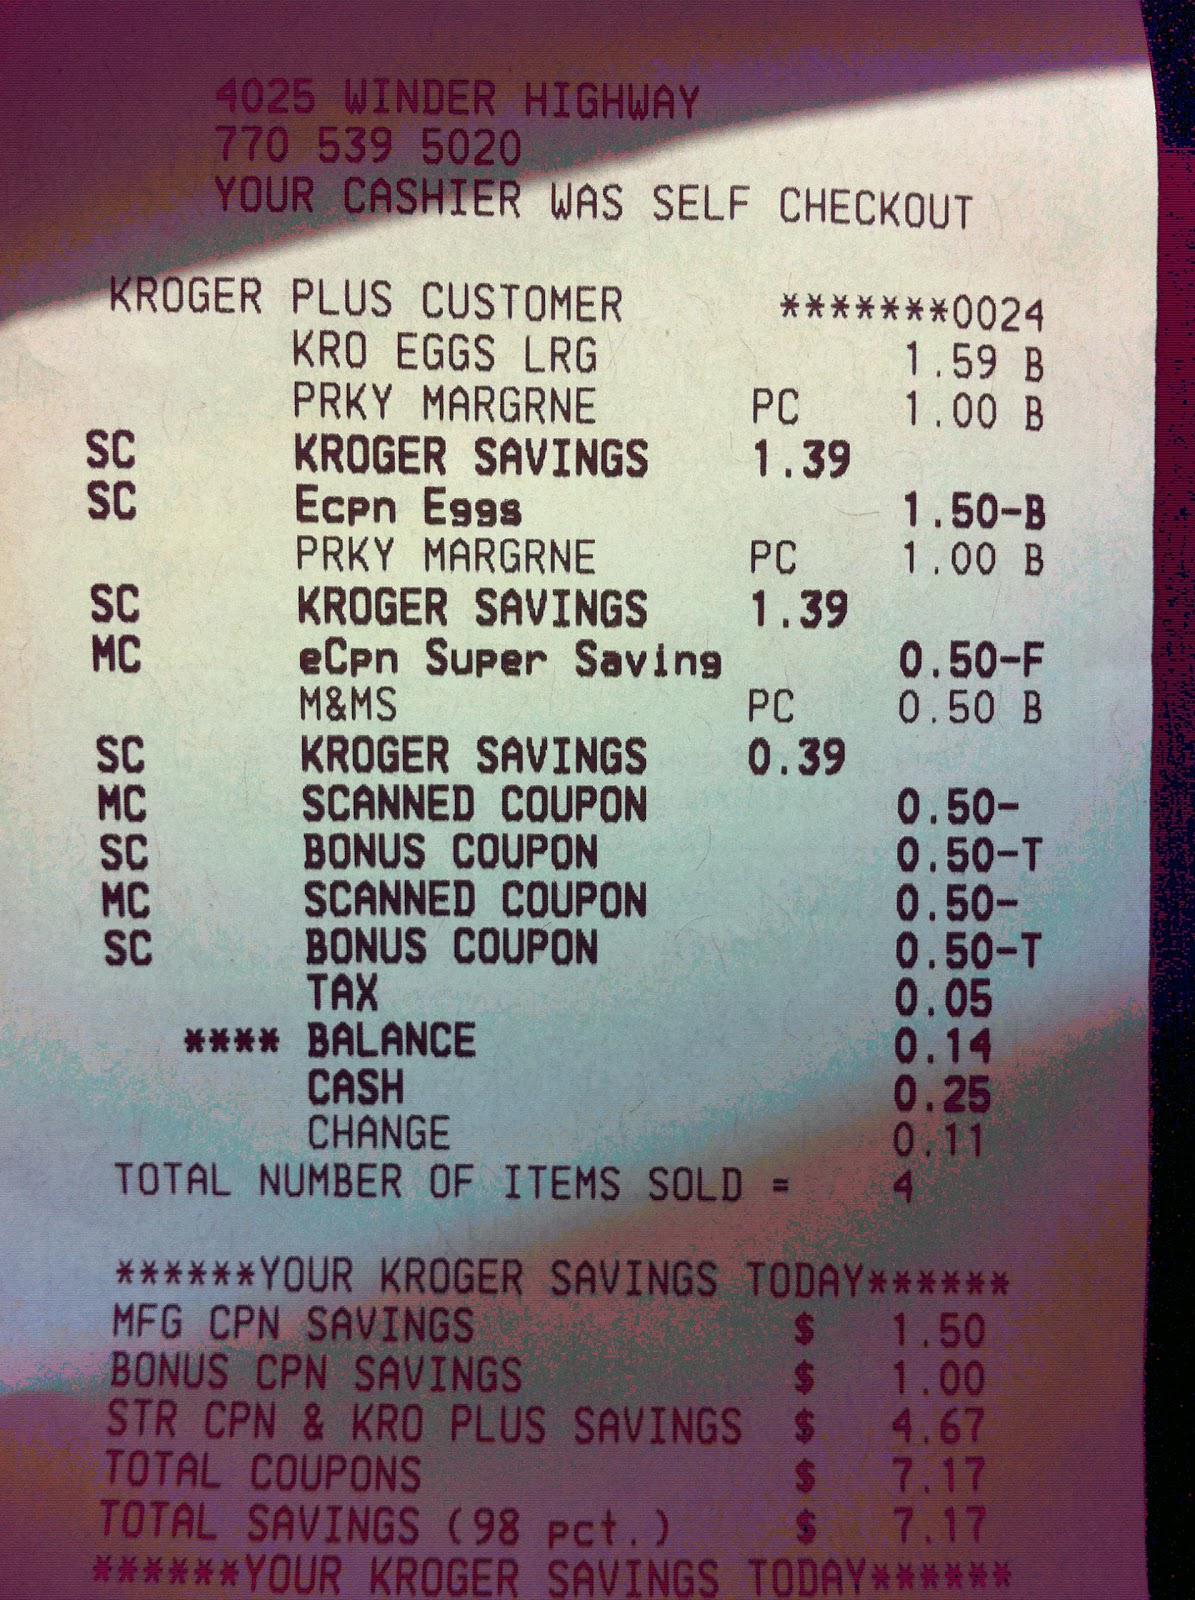 4025 WINDER HIGHWAY
770 539 5020
YOUR CASHIER WAS SELF CHECKOUT
KROGER PLUS CUSTOMER *******0024
KRO EGGS LRG 1.59 B
PRKY MARGRNE PC 1.00 B
SC KROGER SAVINGS 1.39
SC Ecpn Eggs 1.50-B
PRKY MARGRNE PC 1.00 B
SC KROGER SAVINGS 1.39
MC eCpn Super Saving 0.50-F
M&MS PC 0.50 B
SC KROGER SAVINGS 0.39
MC SCANNED COUPON 0.50-
SC BONUS COUPON 0.50-T
MC SCANNED COUPON 0.50-
SC BONUS COUPON 0.50-T
TAX 0.05
**** BALANCE 0.14
CASH 0.25
CHANGE 0.11
TOTAL NUMBER OF ITEMS SOLD = 4
******YOUR KROGER SAVINGS TODAY******
MFG CPN SAVINGS $ 1.50
BONUS CPN SAVINGS $ 1.00
STR CPN & KRO PLUS SAVINGS $ 4.67
TOTAL COUPONS $ 7.17
TOTAL SAVINGS (98 pct.) $ 7.17
******YOUR KROGER SAVINGS TODAY******